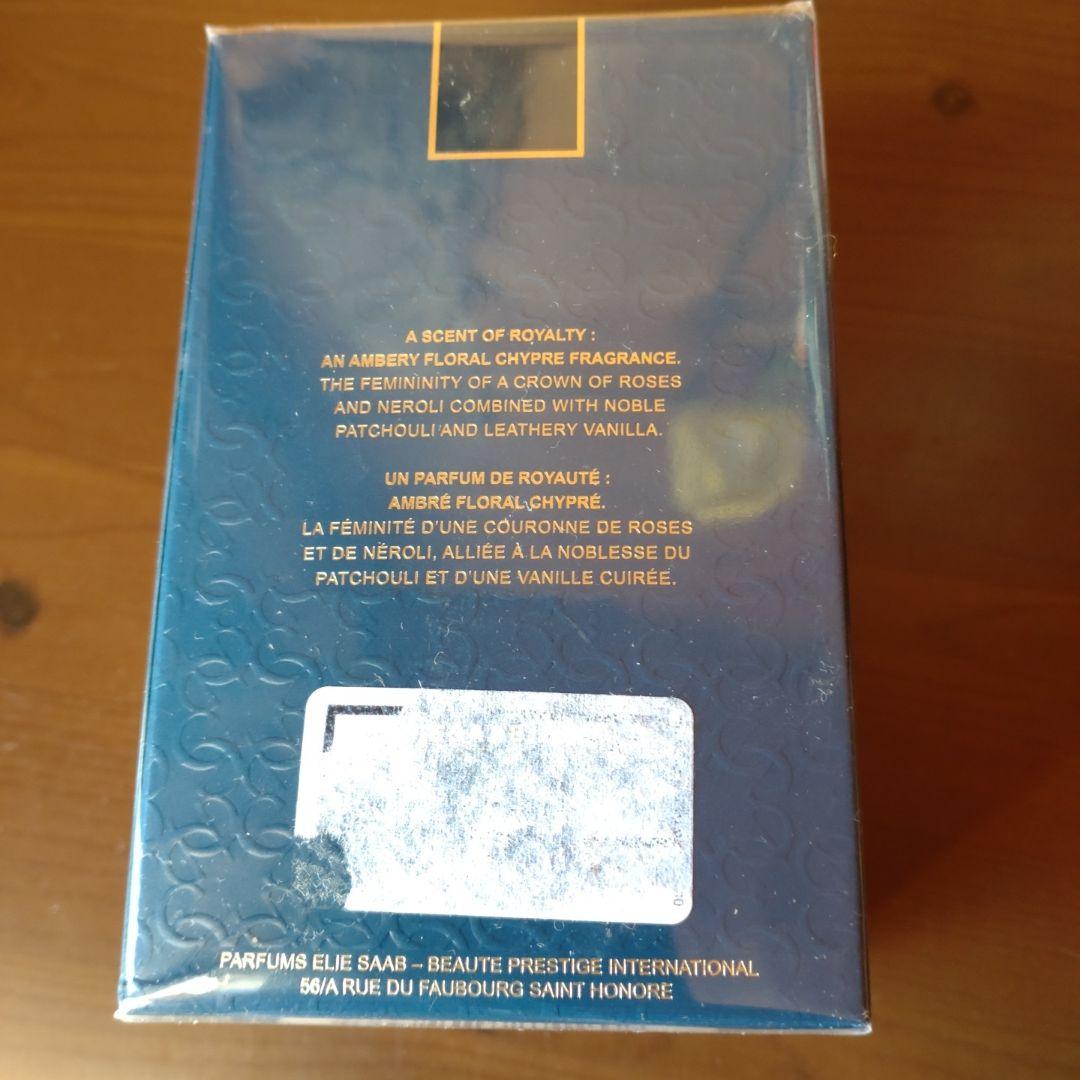 A SCENT OF ROYALTY :
AN AMBERY FLORAL CHYPRE FRAGRANCE.
THE FEMININITY OF A CROWN OF ROSES
AND NEROLI COMBINED WITH NOBLE
PATCHOULI AND LEATHERY VANILLA.
UN PARFUM DE ROYAUTÉ :
AMBRÉ FLORAL CHYPRÉ.
LA FÉMINITÉ D'UNE COURONNE DE ROSES
ET DE NÉROLI, ALLIÉE À LA NOBLESSE DU
PATCHOULI ET D'UNE VANILLE CUIRÉE.
PARFUMS ELIE SAAB – BEAUTE PRESTIGE INTERNATIONAL
56/A RUE DU FAUBOURG SAINT HONORE